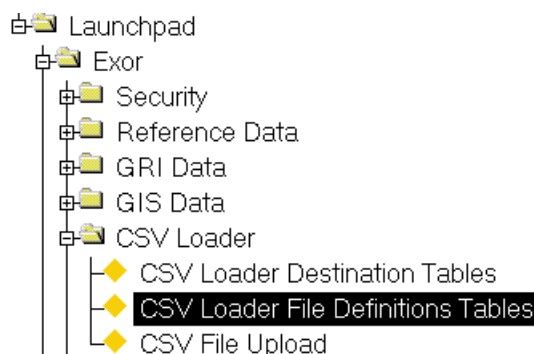 Launchpad
Exor
Security
Reference Data
GRI Data
GIS Data
CSV Loader
CSV Loader Destination Tables
CSV Loader File Definitions Tables
CSV File Upload